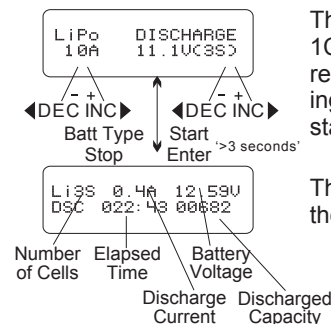 LiPo DISCHARGE
10A 11.1V(3S)
- + - +
◀DEC INC▶ ◀DEC INC▶
Batt Type Start
Stop Enter '>3 seconds'
Li3S 0.4A 12.59V
DSC 022:43 00682
Number Elapsed Battery
of Cells Time Voltage
Discharge Discharged
Current Capacity
Th
re
ing
sta
Th
the